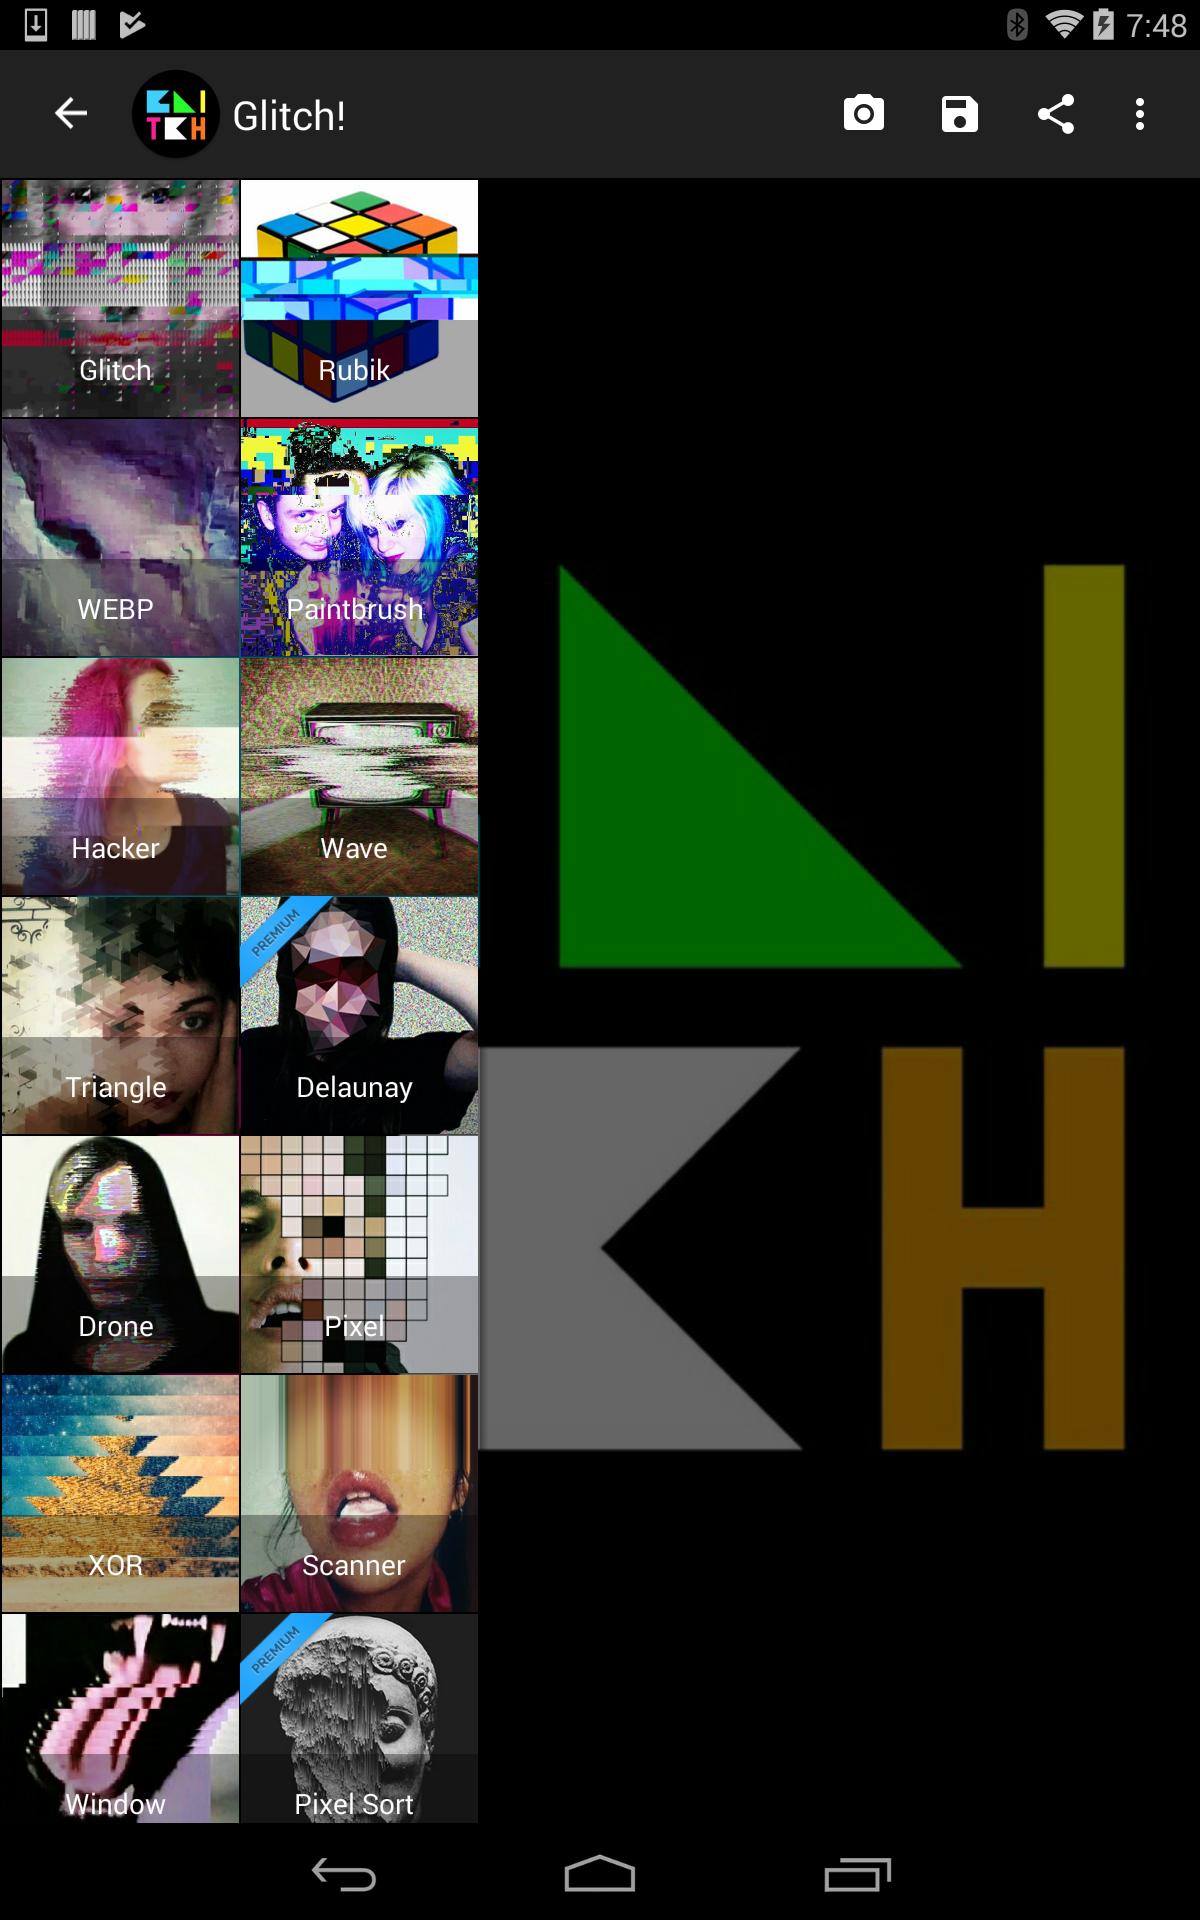 7:48
Glitch!
Glitch
Rubik
WEBP
Paintbrush
Hacker
Wave
Triangle
PREMIUM
Delaunay
Drone
Pixel
XOR
Scanner
Window
PREMIUM
Pixel Sort